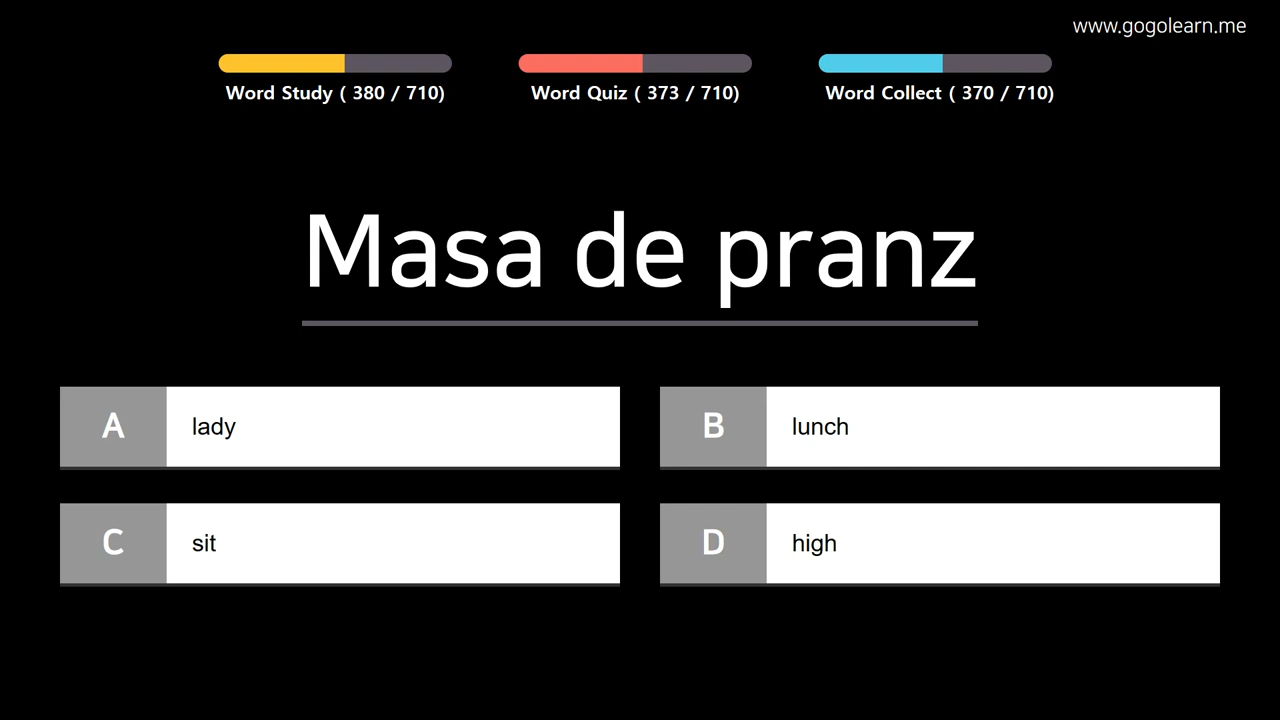 www.gogolearn.me
Word Study ( 380 / 710)
Word Quiz ( 373 / 710)
Word Collect ( 370 / 710)
Masa de pranz
A lady
B lunch
C sit
D high